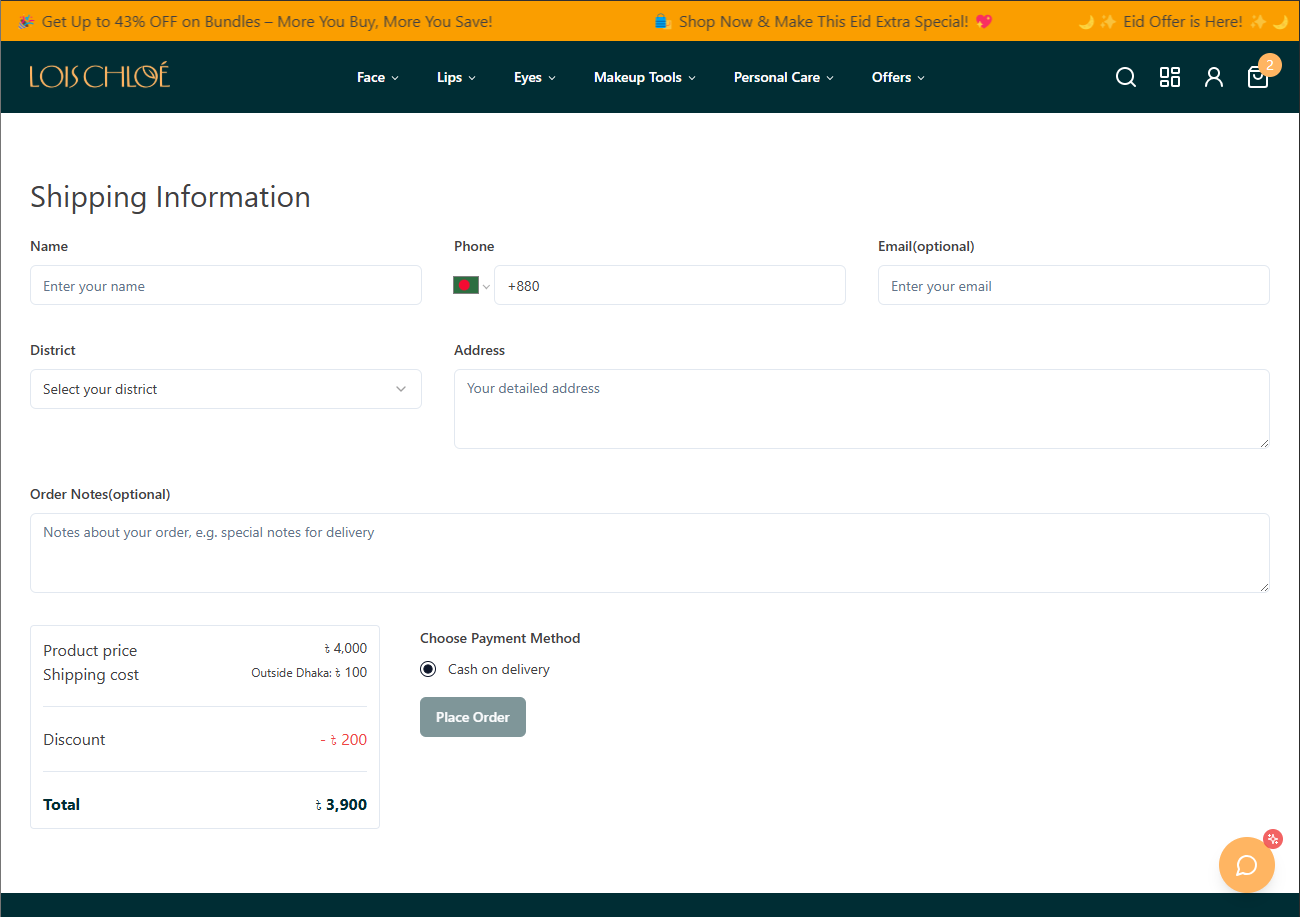 🎉 Get Up to 43% OFF on Bundles – More You Buy, More You Save! 🛍️ Shop Now & Make This Eid Extra Special! 💖 🌙✨ Eid Offer is Here! ✨🌙
LOIS CHLOÉ
Face Lips Eyes Makeup Tools Personal Care Offers
2
Shipping Information
Name Phone Email(optional)
Enter your name +880 Enter your email
District Address
Select your district Your detailed address
Order Notes(optional)
Notes about your order, e.g. special notes for delivery
Product price ৳ 4,000
Shipping cost Outside Dhaka: ৳ 100
Discount - ৳ 200
Total ৳ 3,900
Choose Payment Method
Cash on delivery
Place Order